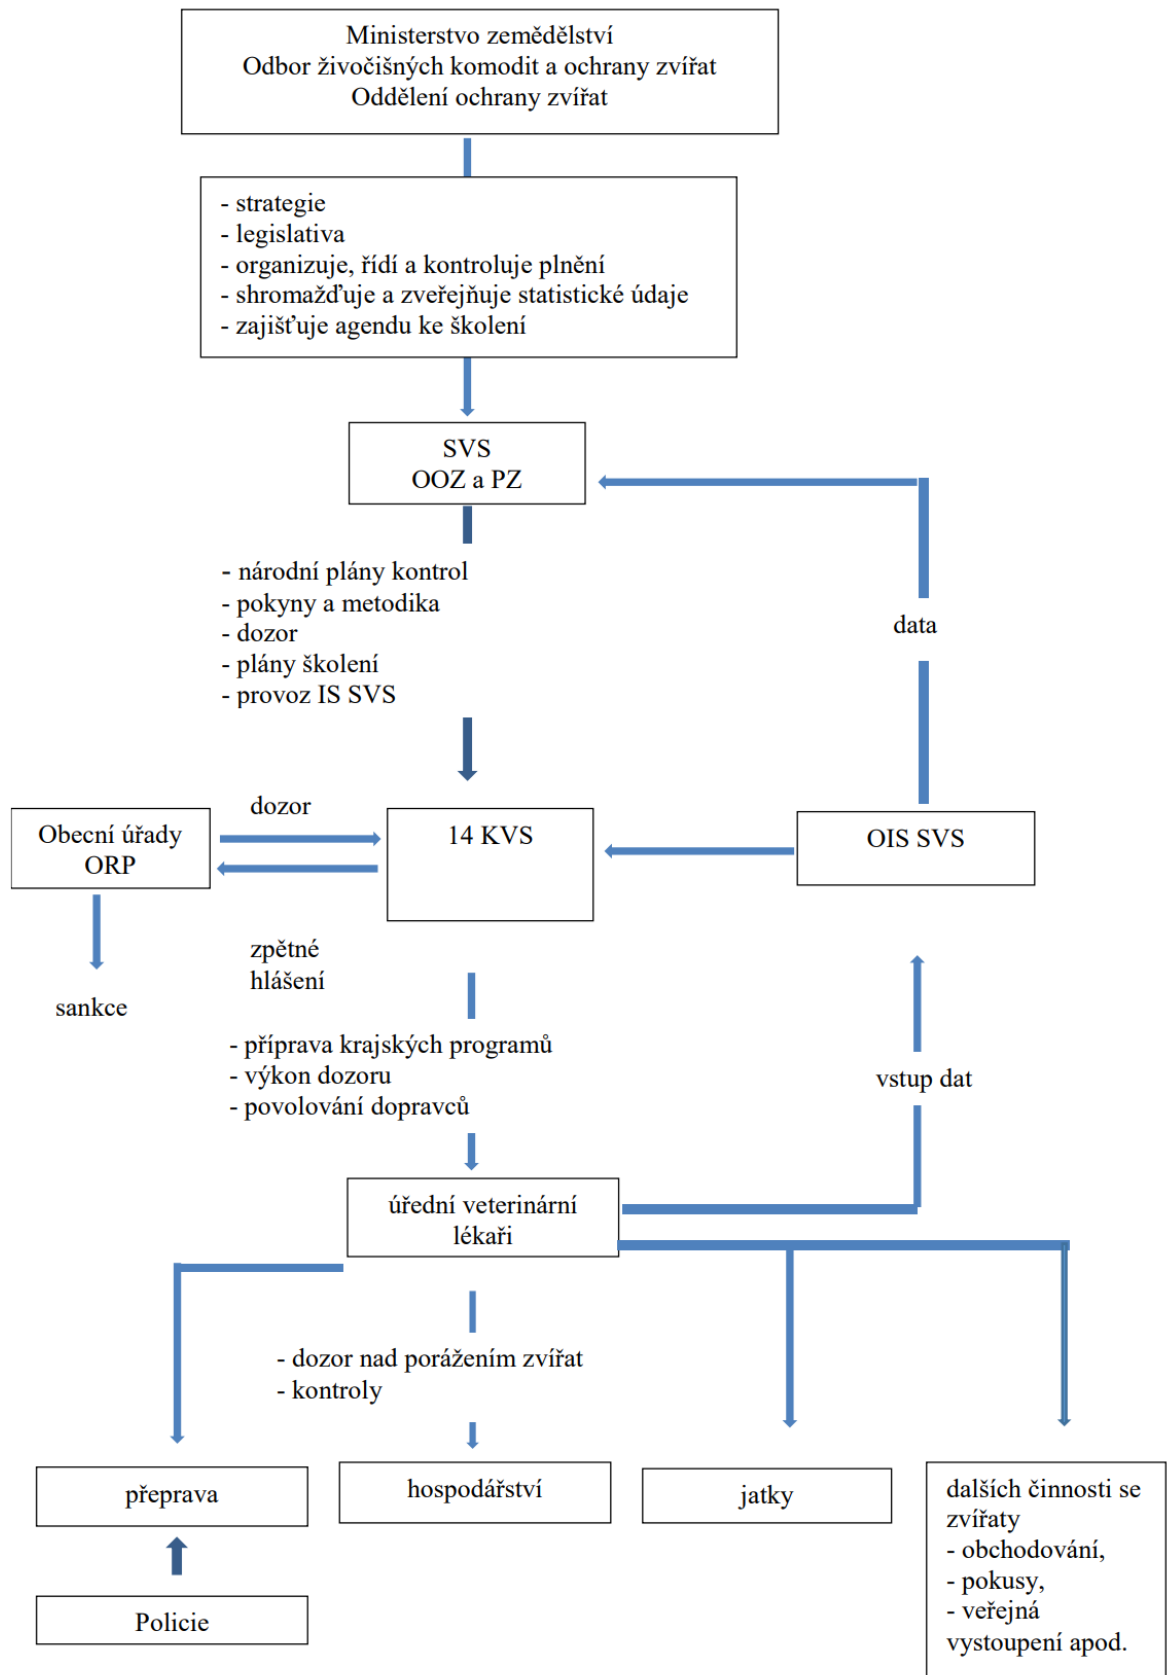 Ministerstvo zemědělství
Odbor živočišných komodit a ochrany zvířat
Oddělení ochrany zvířat
- strategie
- legislativa
- organizuje, řídí a kontroluje plnění
- shromažďuje a zveřejňuje statistické údaje
- zajišťuje agendu ke školení
SVS
OOZ a PZ
- národní plány kontrol
- pokyny a metodika
- dozor
- plány školení
- provoz IS SVS
data
dozor
Obecní úřady
ORP
14 KVS
OIS SVS
zpětné
hlášení
sankce
- příprava krajských programů
- výkon dozoru
- povolování dopravců
vstup dat
úřední veterinární
lékaři
- dozor nad porážením zvířat
- kontroly
přeprava
hospodářství
jatky
dalších činnosti se
zvířaty
- obchodování,
- pokusy,
- veřejná
vystoupení apod.
Policie